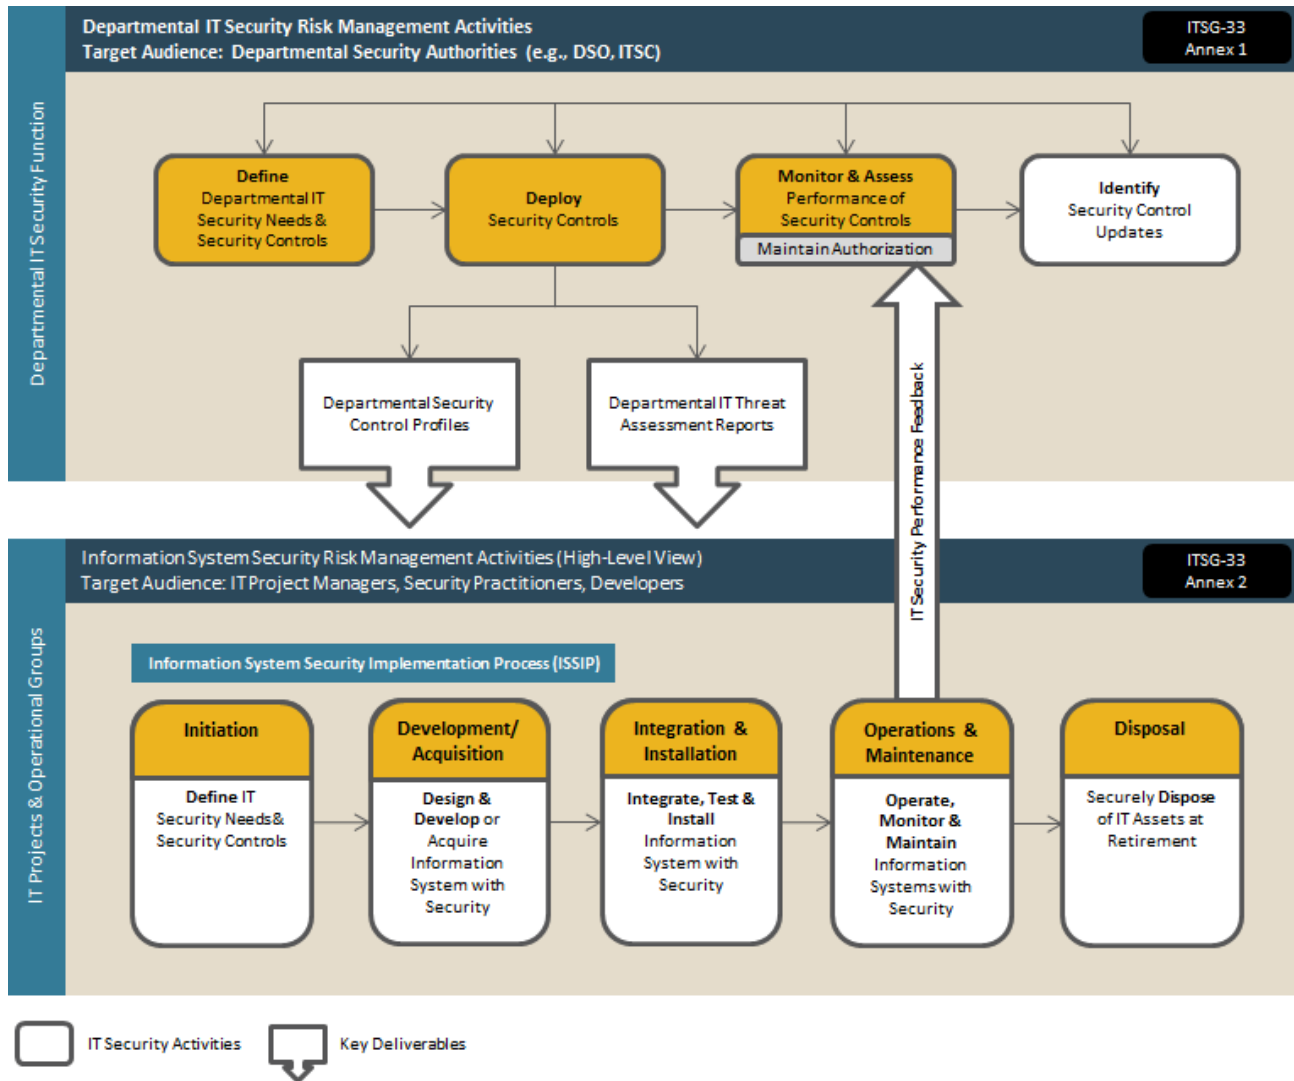 Departmental IT Security Risk Management Activities
Target Audience: Departmental Security Authorities (e.g., DSO, ITSC)
ITSG-33
Annex 1
Departmental IT Security Function
Define
Departmental IT
Security Needs &
Security Controls
Deploy
Security Controls
Monitor & Assess
Performance of
Security Controls
Maintain Authorization
Identify
Security Control
Updates
Departmental Security
Control Profiles
Departmental IT Threat
Assessment Reports
IT Security Performance Feedback
Information System Security Risk Management Activities (High-Level View)
Target Audience: IT Project Managers, Security Practitioners, Developers
ITSG-33
Annex 2
IT Projects & Operational Groups
Information System Security Implementation Process (ISSIP)
Initiation
Define IT
Security Needs &
Security Controls
Development/
Acquisition
Design &
Develop or
Acquire
Information
System with
Security
Integration &
Installation
Integrate, Test &
Install
Information
System with
Security
Operations &
Maintenance
Operate,
Monitor &
Maintain
Information
Systems with
Security
Disposal
Securely Dispose
of IT Assets at
Retirement
IT Security Activities
Key Deliverables